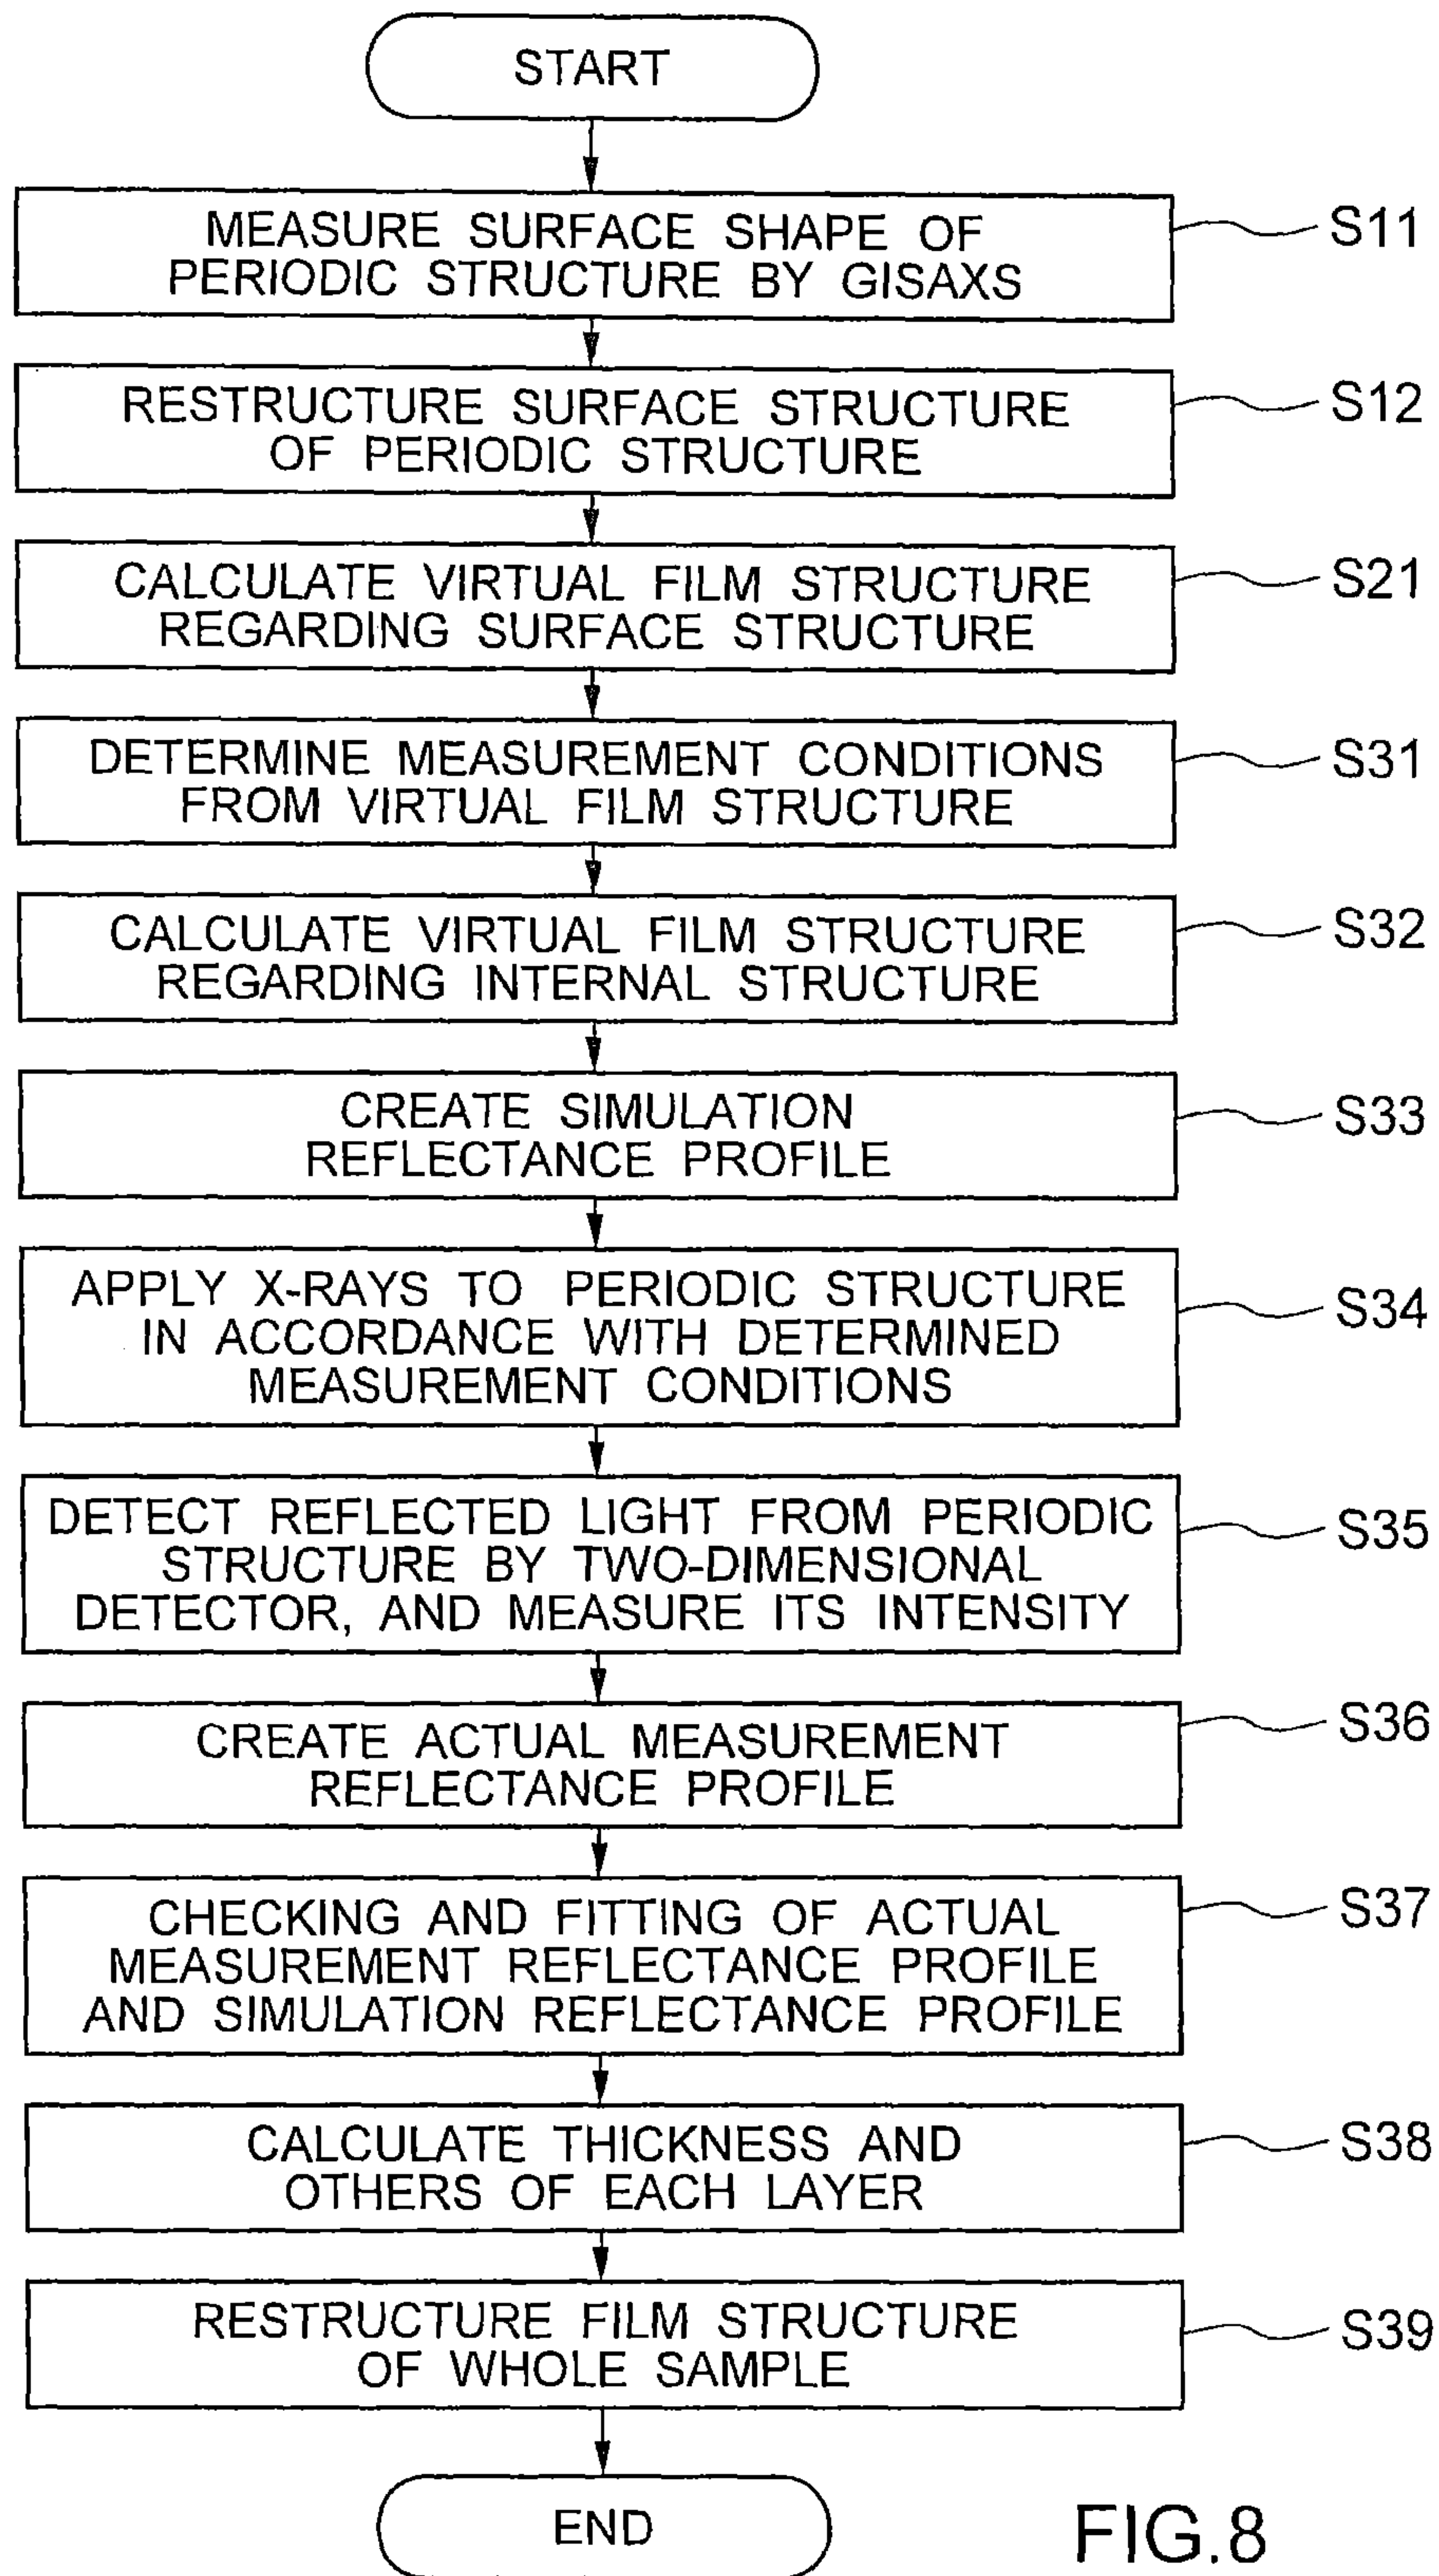 START
MEASURE SURFACE SHAPE OF
PERIODIC STRUCTURE BY GISAXS
S11
RESTRUCTURE SURFACE STRUCTURE
OF PERIODIC STRUCTURE
S12
CALCULATE VIRTUAL FILM STRUCTURE
REGARDING SURFACE STRUCTURE
S21
DETERMINE MEASUREMENT CONDITIONS
FROM VIRTUAL FILM STRUCTURE
S31
CALCULATE VIRTUAL FILM STRUCTURE
REGARDING INTERNAL STRUCTURE
S32
CREATE SIMULATION
REFLECTANCE PROFILE
S33
APPLY X-RAYS TO PERIODIC STRUCTURE
IN ACCORDANCE WITH DETERMINED
MEASUREMENT CONDITIONS
S34
DETECT REFLECTED LIGHT FROM PERIODIC
STRUCTURE BY TWO-DIMENSIONAL
DETECTOR, AND MEASURE ITS INTENSITY
S35
CREATE ACTUAL MEASUREMENT
REFLECTANCE PROFILE
S36
CHECKING AND FITTING OF ACTUAL
MEASUREMENT REFLECTANCE PROFILE
AND SIMULATION REFLECTANCE PROFILE
S37
CALCULATE THICKNESS AND
OTHERS OF EACH LAYER
S38
RESTRUCTURE FILM STRUCTURE
OF WHOLE SAMPLE
S39
END
FIG.8